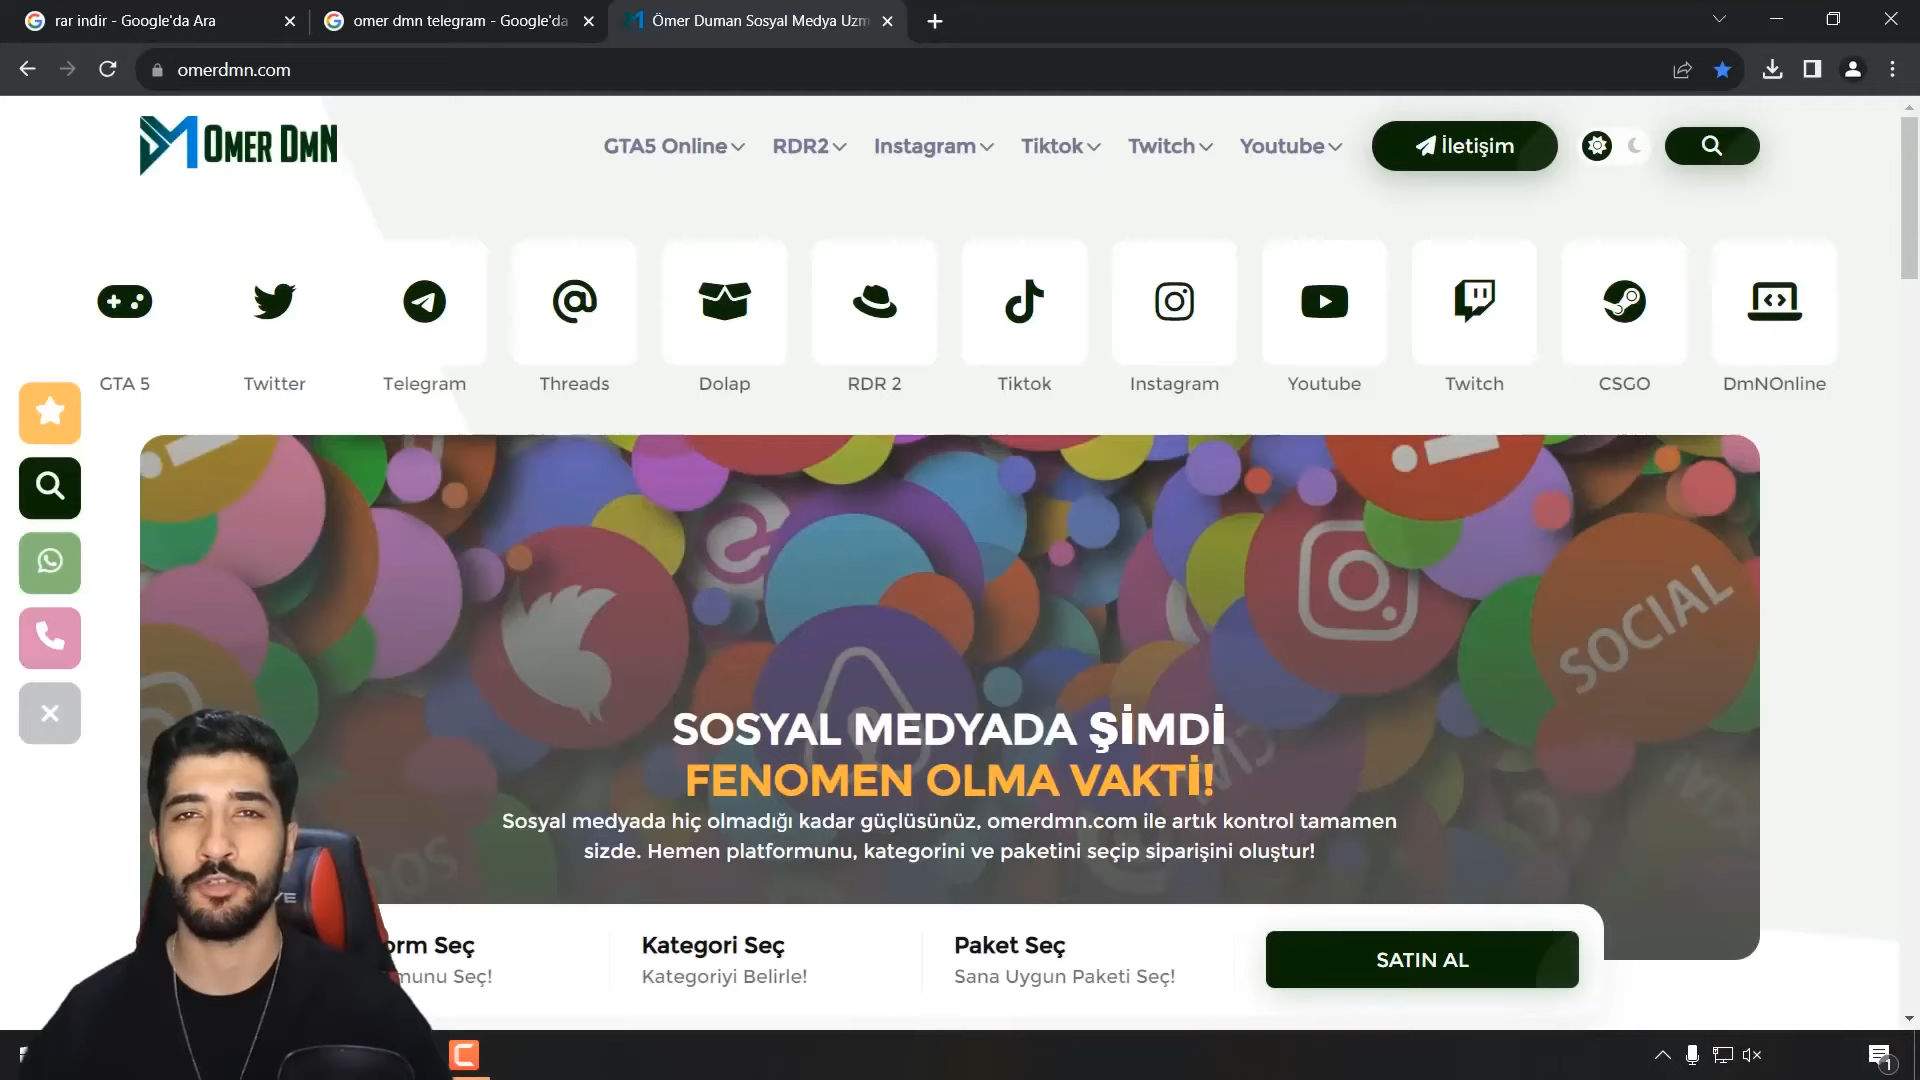 rar indir - Google'da Ara
omer dmn telegram - Google'da
Ömer Duman Sosyal Medya Uzm
omerdmn.com
OMER DMN
GTA5 Online
RDR2
Instagram
Tiktok
Twitch
Youtube
İletişim
GTA 5
Twitter
Telegram
Threads
Dolap
RDR 2
Tiktok
Instagram
Youtube
Twitch
CSGO
DmNOnline
SOCIAL
SOSYAL MEDYADA ŞİMDİ
FENOMEN OLMA VAKTİ!
Sosyal medyada hiç olmadığı kadar güçlüsünüz, omerdmn.com ile artık kontrol tamamen
sizde. Hemen platformunu, kategorini ve paketini seçip siparişini oluştur!
orm Seç
munu Seç!
Kategori Seç
Kategoriyi Belirle!
Paket Seç
Sana Uygun Paketi Seç!
SATIN AL
1